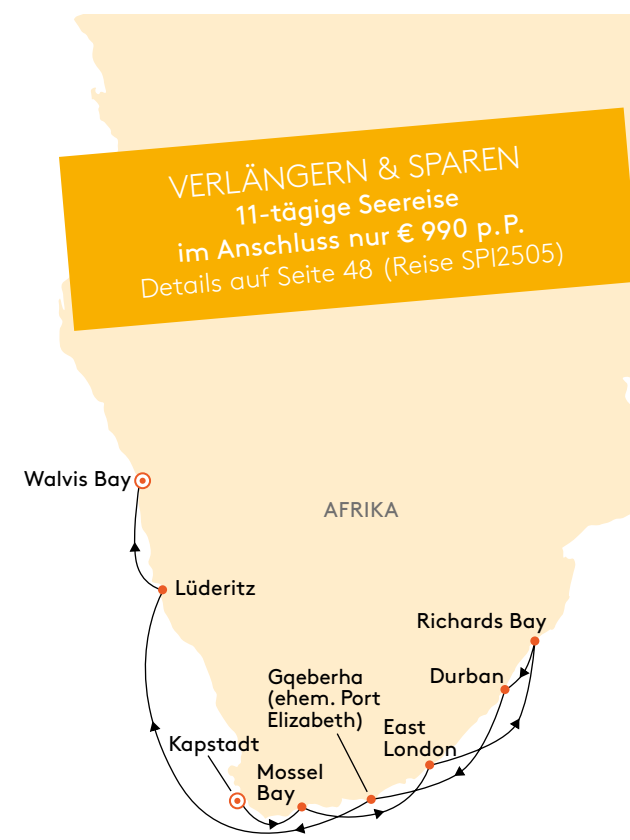 VERLÄNGERN & SPAREN
11-tägige Seereise
im Anschluss nur € 990 p.P.
Details auf Seite 48 (Reise SPI2505)
Walvis Bay
AFRIKA
Lüderitz
Richards Bay
Durban
Gqeberha
(ehem. Port
Elizabeth)
East
London
Kapstadt
Mossel
Bay